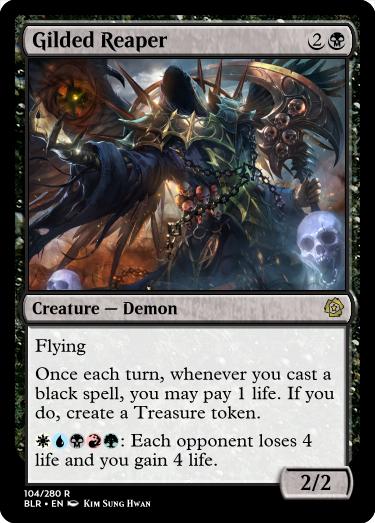 Gilded Reaper 2
Creature — Demon
Flying
Once each turn, whenever you cast a
black spell, you may pay 1 life. If you
do, create a Treasure token.
: Each opponent loses 4
life and you gain 4 life.
2/2
104/280 R
BLR • EN Kim Sung Hwan